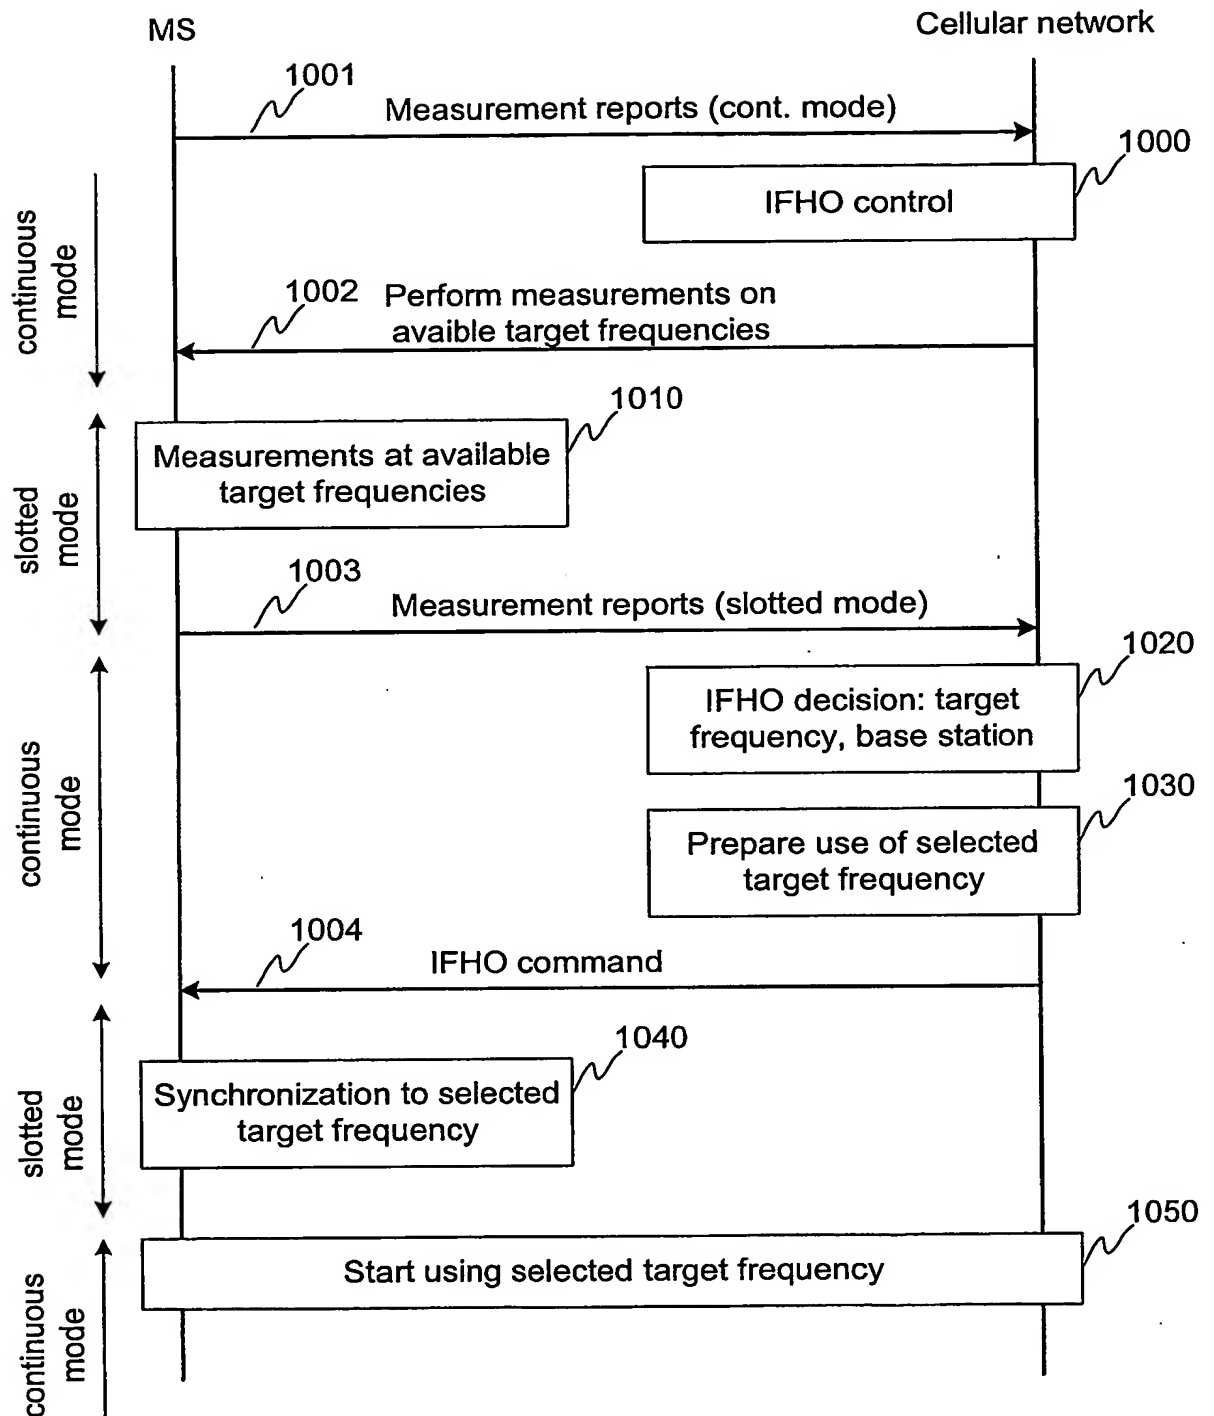 MS
Cellular network
1001
Measurement reports (cont. mode)
1000
IFHO control
continuous
mode
1002
Perform measurements on
avaible target frequencies
1010
Measurements at available
target frequencies
slotted
mode
1003
Measurement reports (slotted mode)
1020
IFHO decision: target
frequency, base station
continuous
mode
1030
Prepare use of selected
target frequency
1004
IFHO command
1040
Synchronization to selected
target frequency
slotted
mode
1050
Start using selected target frequency
continuous
mode